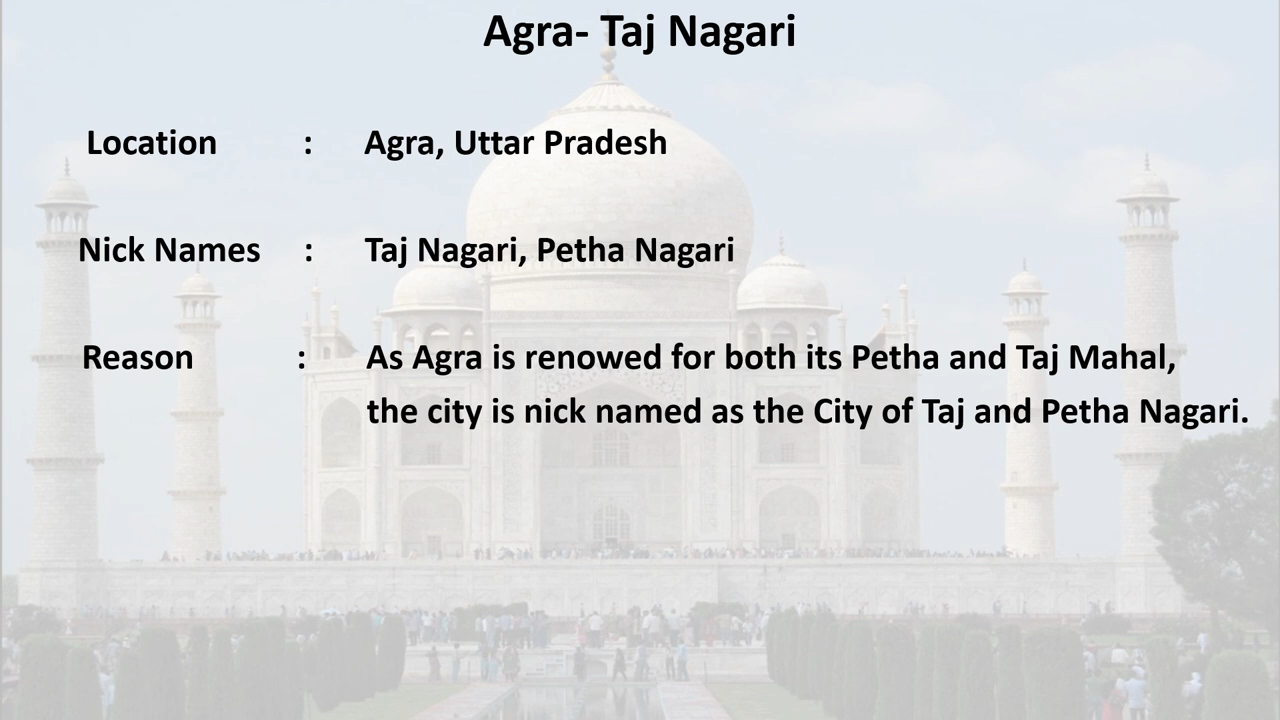 Agra- Taj Nagari
Location : Agra, Uttar Pradesh
Nick Names : Taj Nagari, Petha Nagari
Reason : As Agra is renowed for both its Petha and Taj Mahal,
the city is nick named as the City of Taj and Petha Nagari.